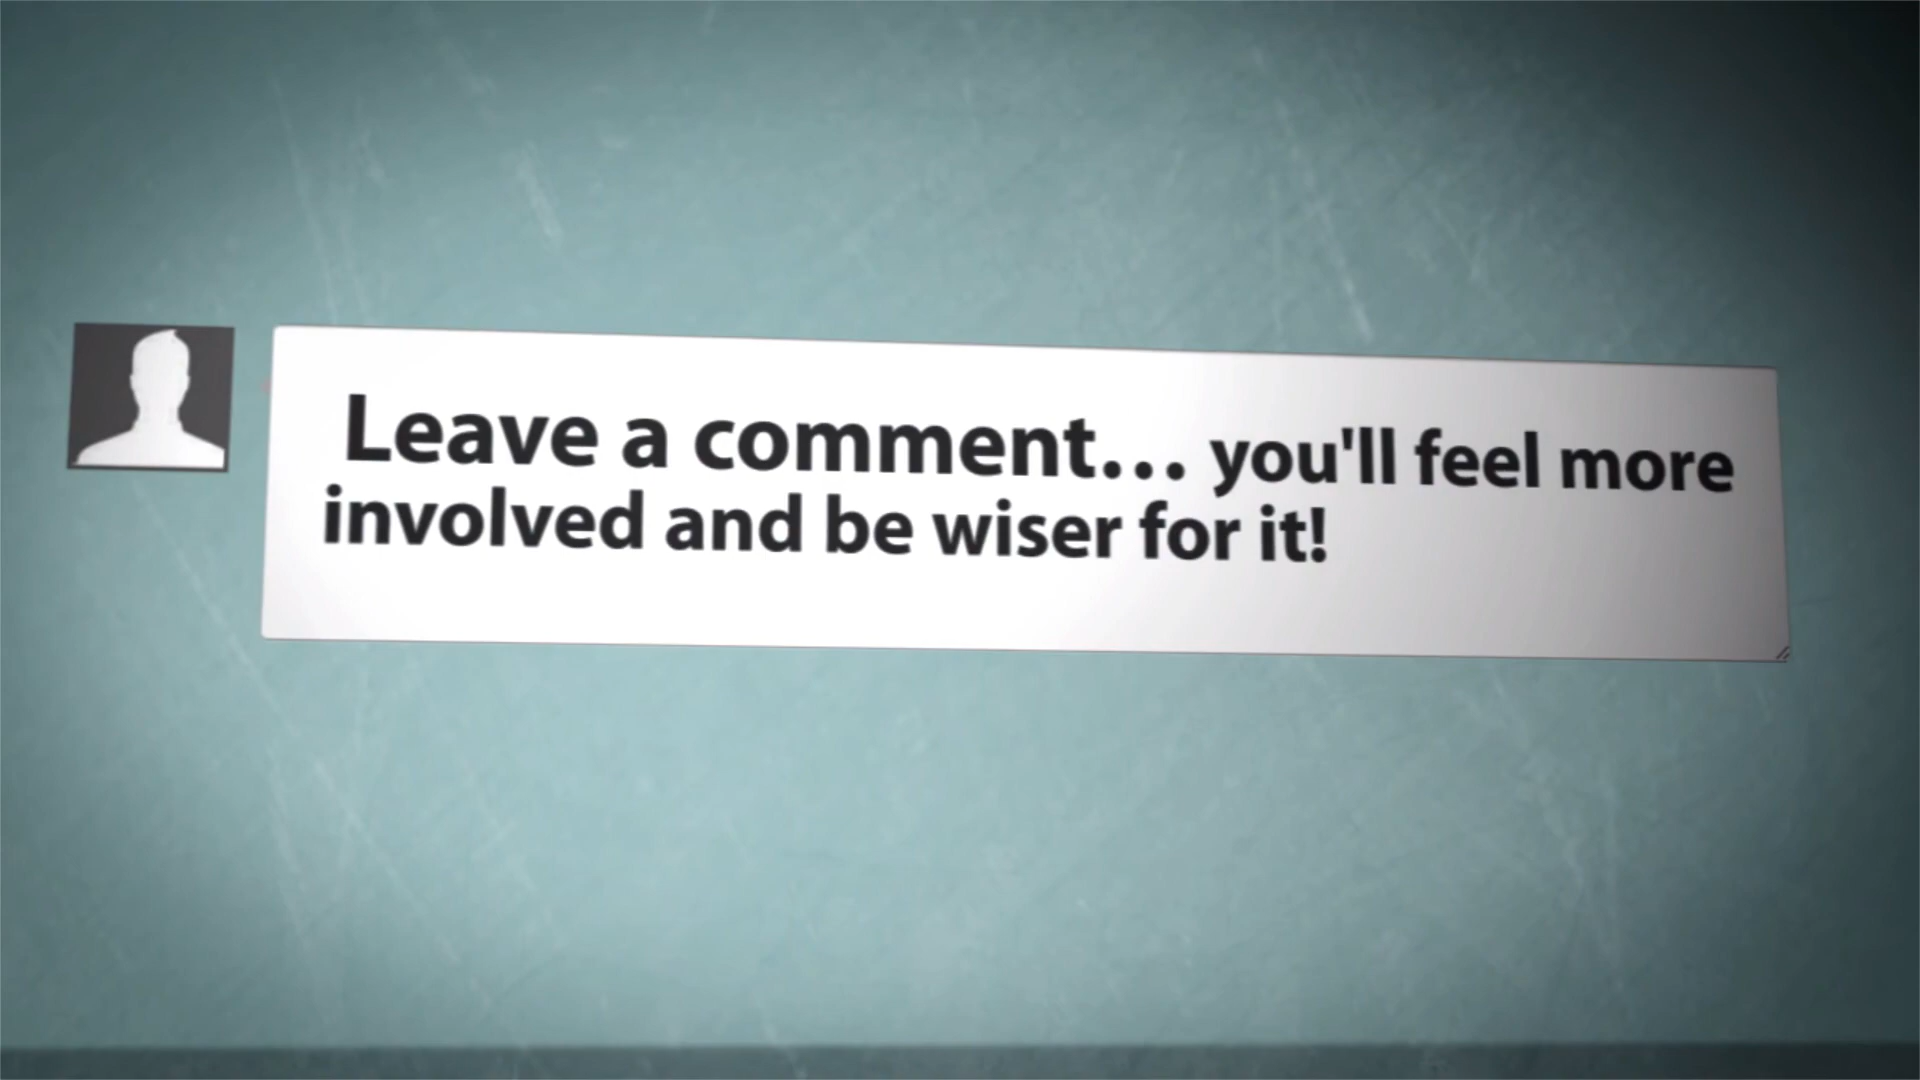 Leave a comment… you'll feel more
involved and be wiser for it!